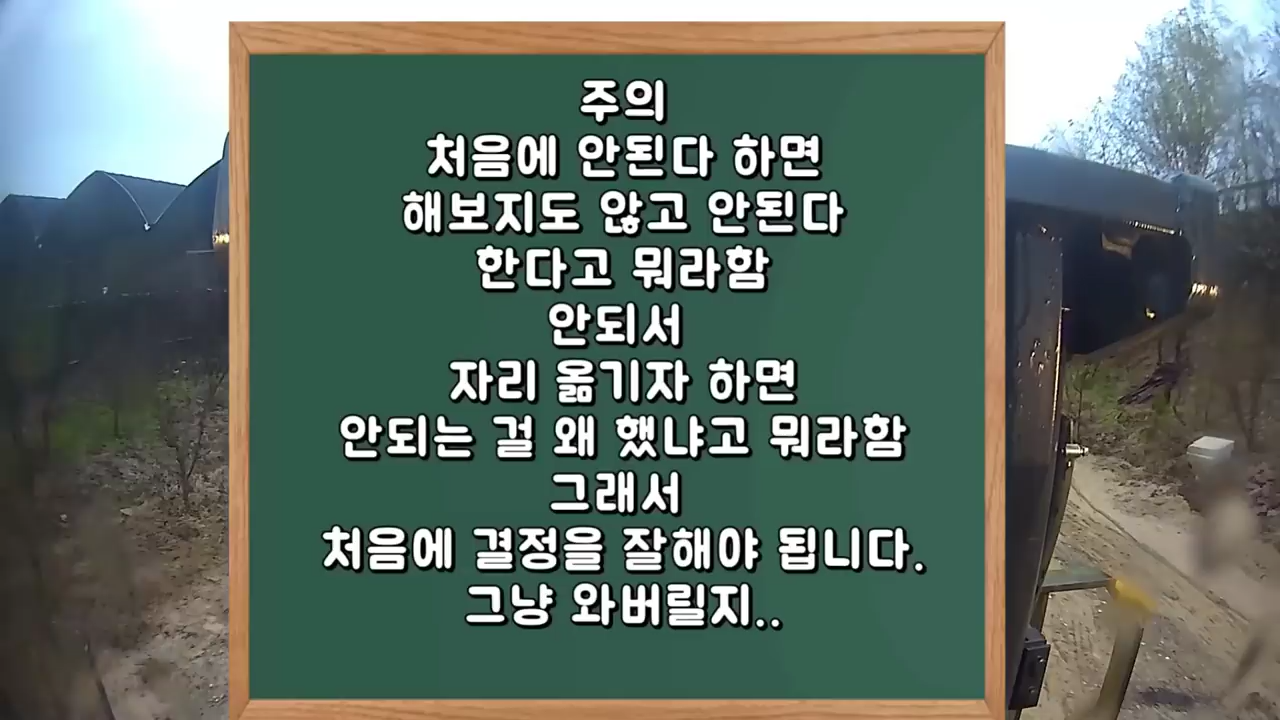 주의
처음에 안된다 하면
해보지도 않고 안된다
한다고 뭐라함
안되서
자리 옮기자 하면
안되는 걸 왜 했냐고 뭐라함
그래서
처음에 결정을 잘해야 됩니다.
그냥 와버릴지..